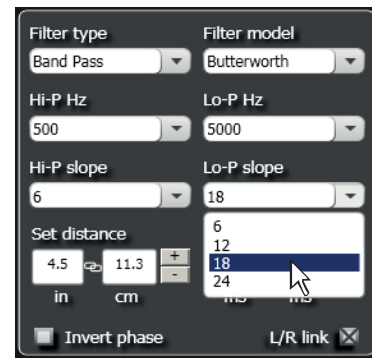 Filter type Filter model
Band Pass Butterworth
Hi-P Hz Lo-P Hz
500 5000
Hi-P slope Lo-P slope
6 18
6
12
18
24
Set distance
4.5 11.3 + -
in cm ms ms
Invert phase L/R link